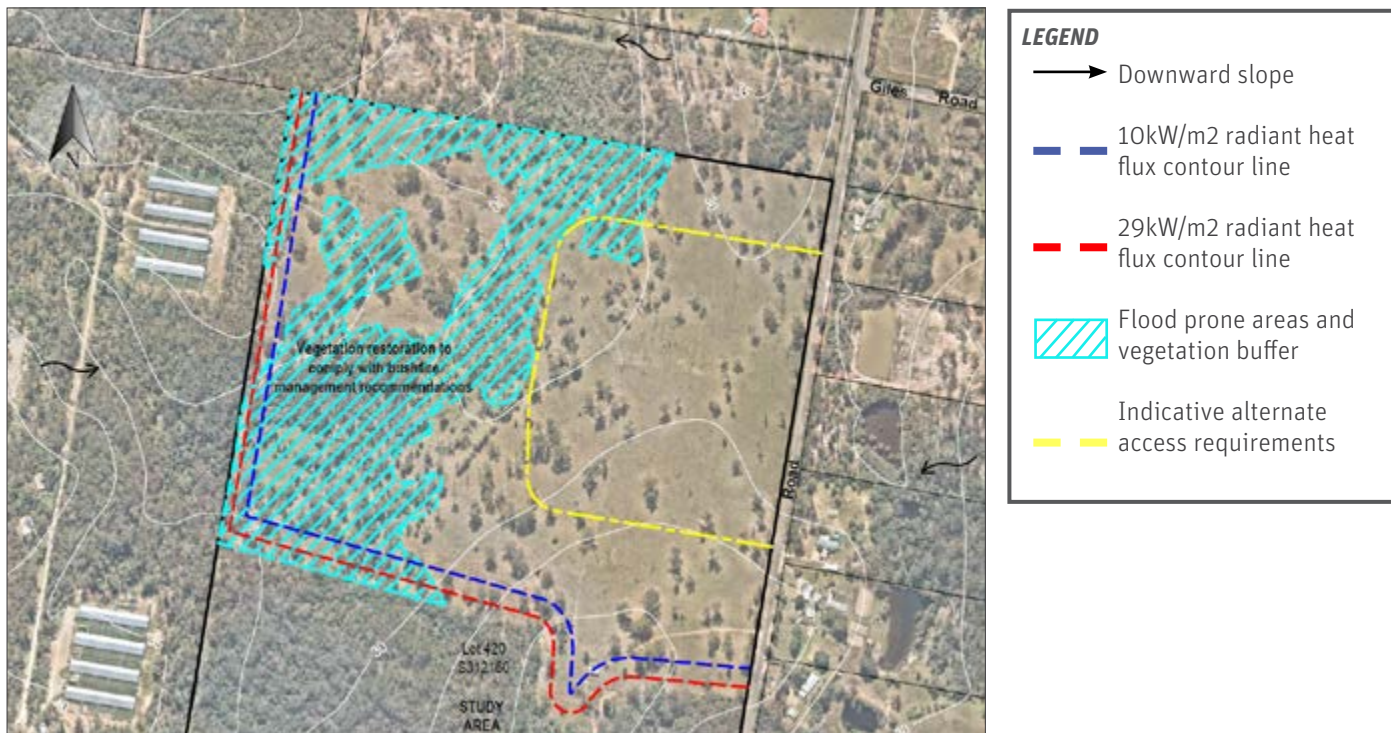 Giles Road
Vegetation restoration to
comply with bushfire
management recommendations
Road
Lot 420
S312160
STUDY
AREA
LEGEND
Downward slope
10kW/m2 radiant heat
flux contour line
29kW/m2 radiant heat
flux contour line
Flood prone areas and
vegetation buffer
Indicative alternate
access requirements